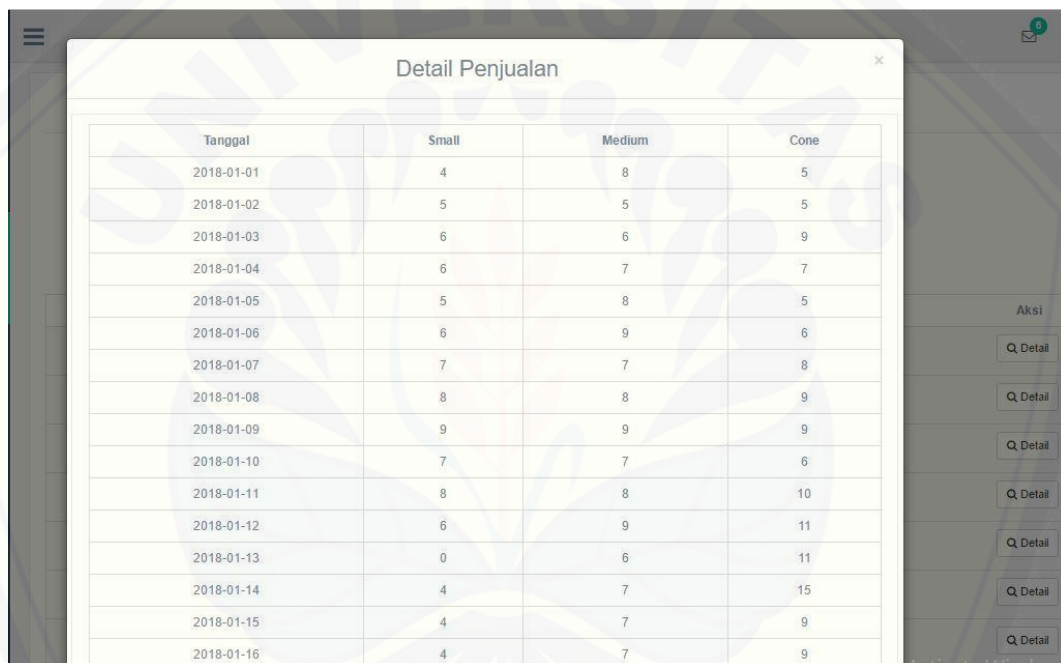 UNIVERSITAS
6
Detail Penjualan ×
Tanggal Small Medium Cone
2018-01-01 4 8 5
2018-01-02 5 5 5
2018-01-03 6 6 9
2018-01-04 6 7 7
2018-01-05 5 8 5
Aksi
2018-01-06 6 9 6
Detail
2018-01-07 7 7 8
2018-01-08 8 8 9
Detail
2018-01-09 9 9 9
Detail
2018-01-10 7 7 6
2018-01-11 8 8 10
Detail
2018-01-12 6 9 11
Detail
2018-01-13 0 6 11
2018-01-14 4 7 15
Detail
2018-01-15 4 7 9
Detail
2018-01-16 4 7 9